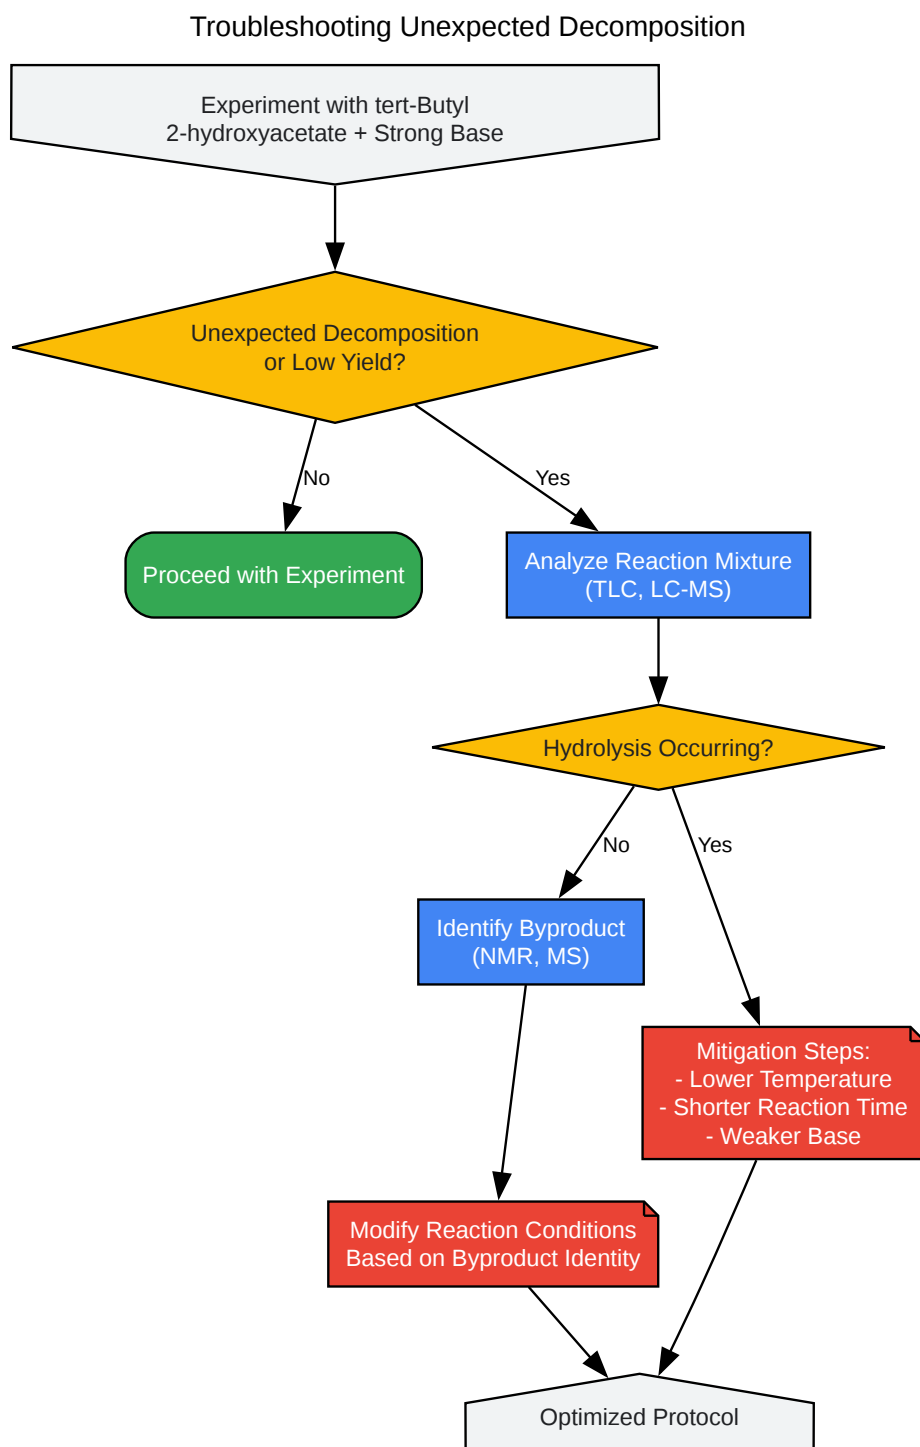 Troubleshooting Unexpected Decomposition
Experiment with tert-Butyl
2-hydroxyacetate + Strong Base
Unexpected Decomposition
or Low Yield?
No
Yes
Proceed with Experiment
Analyze Reaction Mixture
(TLC, LC-MS)
Hydrolysis Occurring?
No
Yes
Identify Byproduct
(NMR, MS)
Mitigation Steps:
- Lower Temperature
- Shorter Reaction Time
- Weaker Base
Modify Reaction Conditions
Based on Byproduct Identity
Optimized Protocol